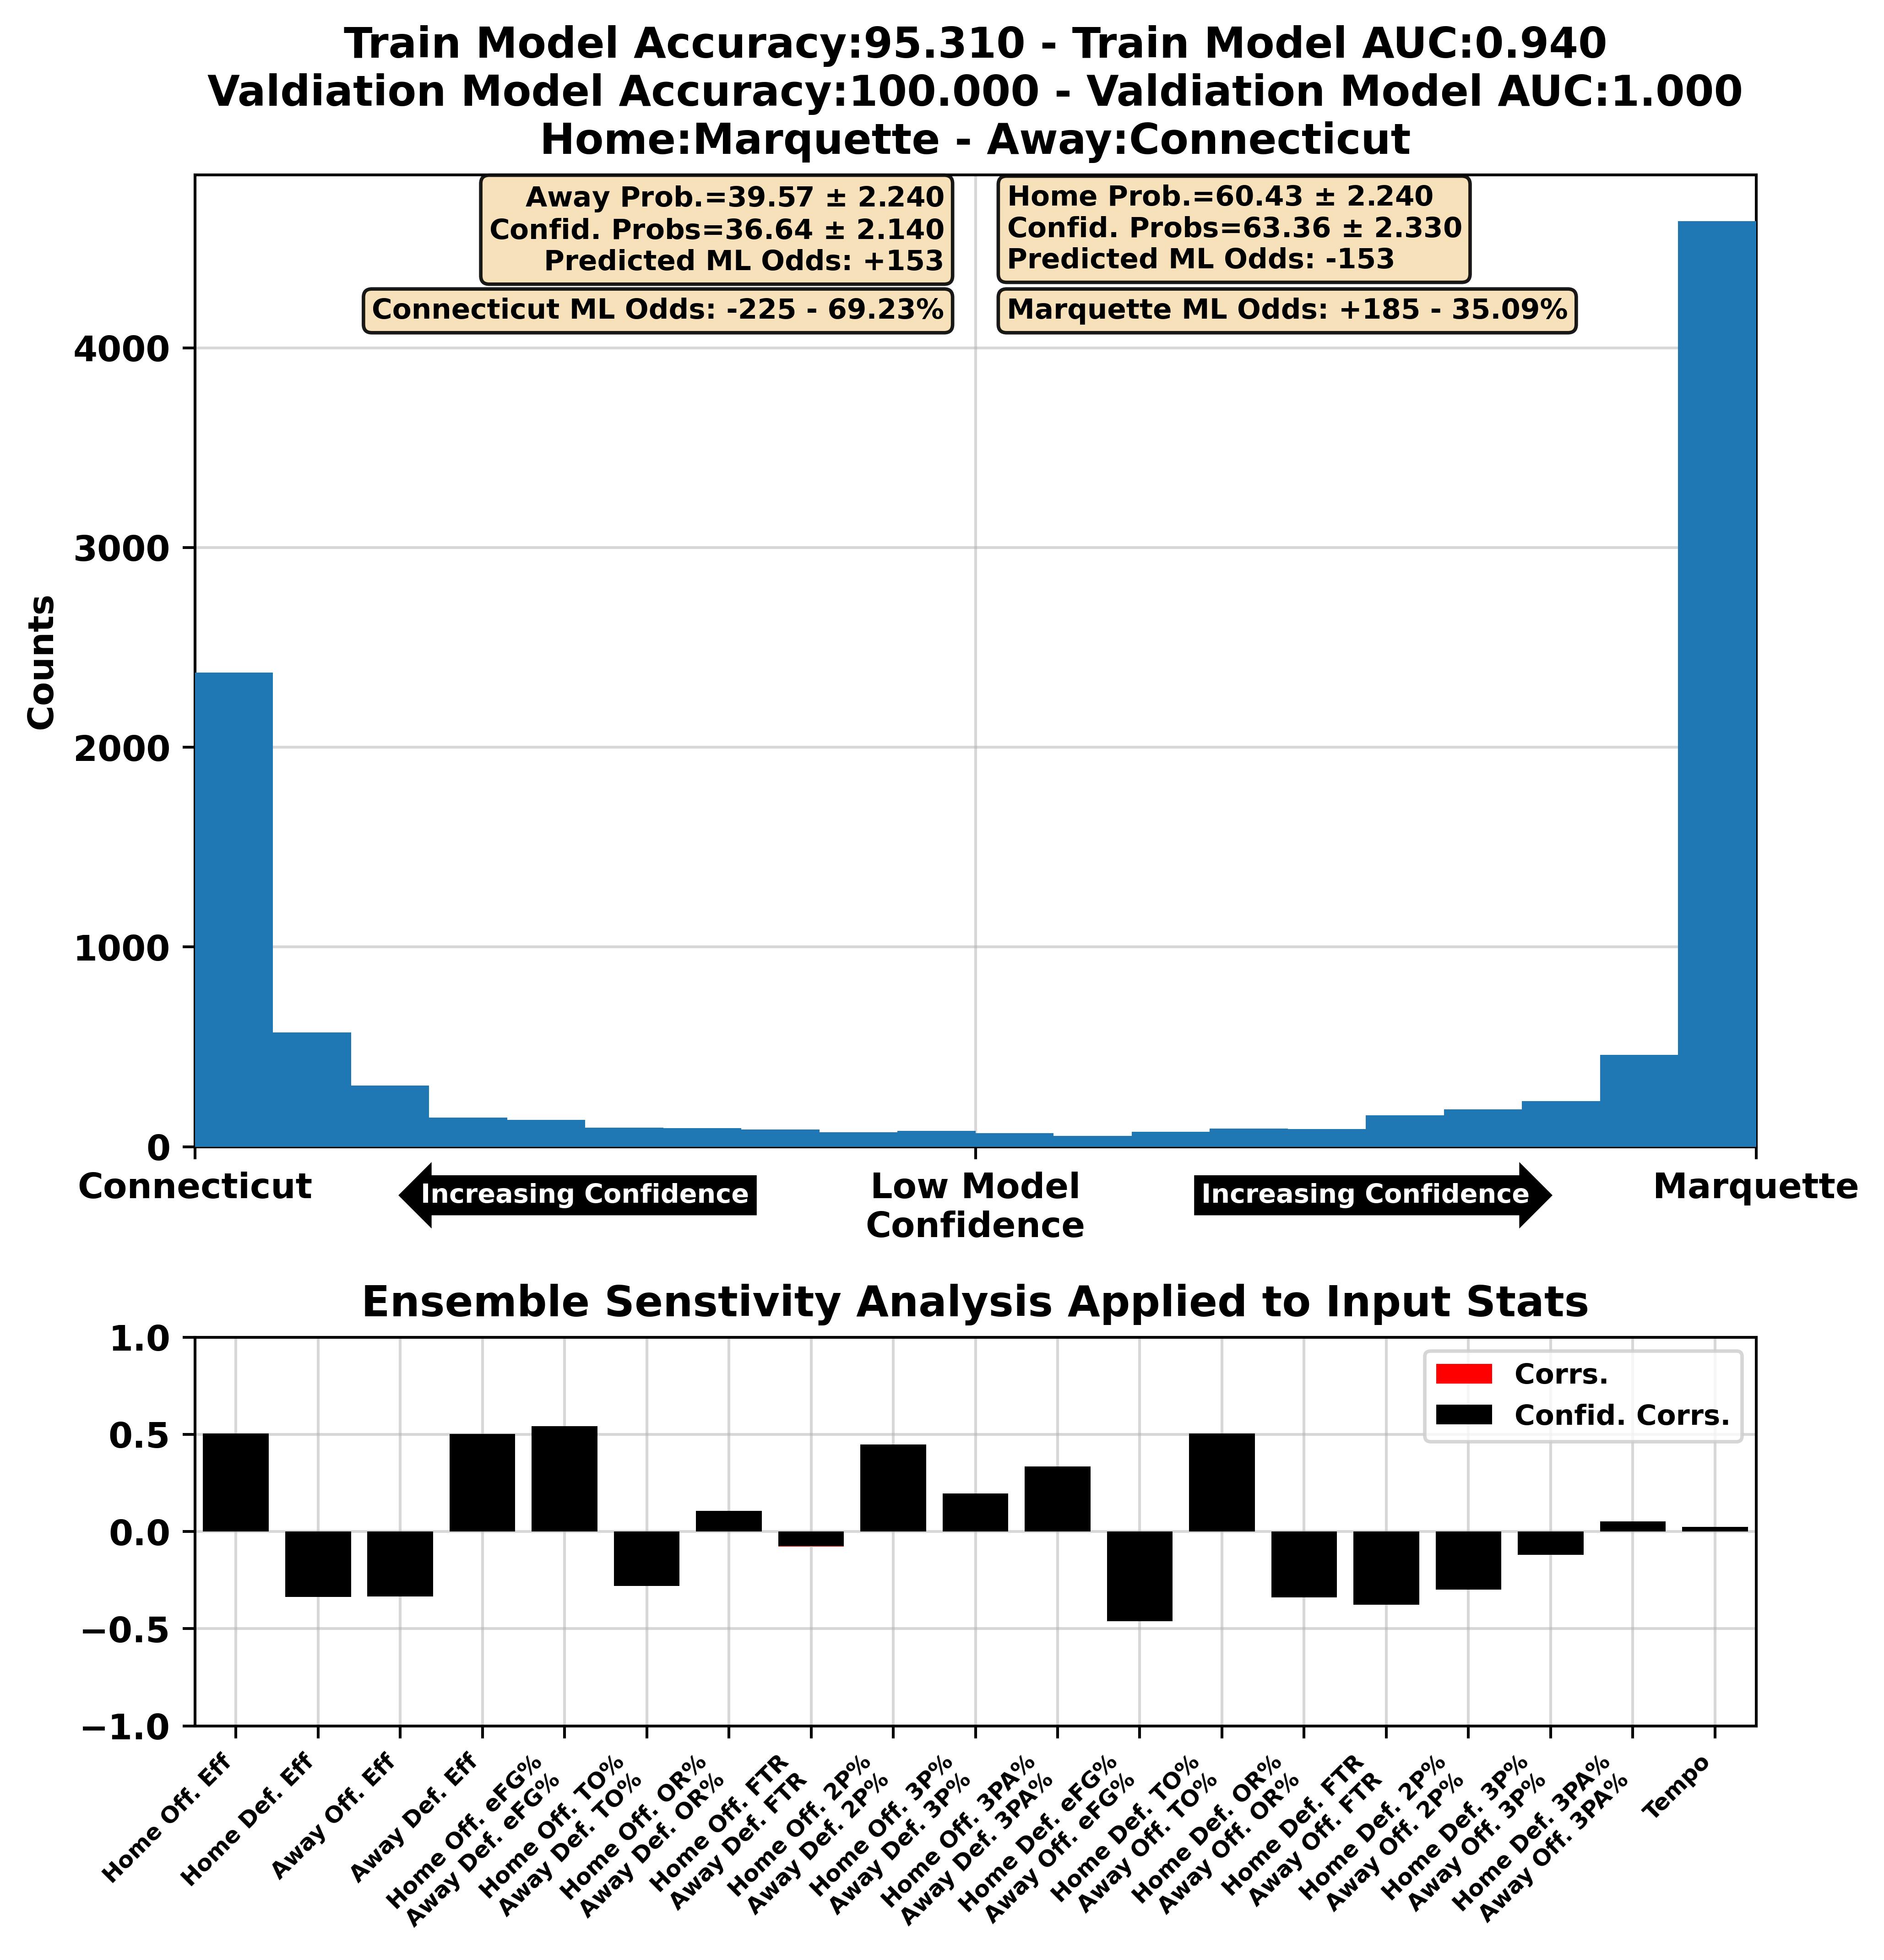 Train Model Accuracy:95.310 - Train Model AUC:0.940
Valdiation Model Accuracy:100.000 - Valdiation Model AUC:1.000
Home:Marquette - Away:Connecticut
Away Prob.=39.57 ± 2.240
Confid. Probs=36.64 ± 2.140
Predicted ML Odds: +153
Connecticut ML Odds: -225 - 69.23%
Home Prob.=60.43 ± 2.240
Confid. Probs=63.36 ± 2.330
Predicted ML Odds: -153
Marquette ML Odds: +185 - 35.09%
Counts
4000
3000
2000
1000
0
Connecticut
Increasing Confidence
Low Model
Confidence
Increasing Confidence
Marquette
Ensemble Senstivity Analysis Applied to Input Stats
1.0
0.5
0.0
−0.5
−1.0
Corrs.
Confid. Corrs.
Home Off. Eff
Home Def. Eff
Away Off. Eff
Away Def. Eff
Home Off. eFG%
Away Def. eFG%
Home Off. TO%
Away Def. TO%
Home Off. OR%
Away Def. OR%
Home Off. FTR
Away Def. FTR
Home Off. 2P%
Away Def. 2P%
Home Off. 3P%
Away Def. 3P%
Home Off. 3PA%
Away Def. 3PA%
Home Def. eFG%
Away Off. eFG%
Home Def. TO%
Away Off. TO%
Home Def. OR%
Away Off. OR%
Home Def. FTR
Away Off. FTR
Home Def. 2P%
Away Off. 2P%
Home Def. 3P%
Away Off. 3P%
Home Def. 3PA%
Away Off. 3PA%
Tempo